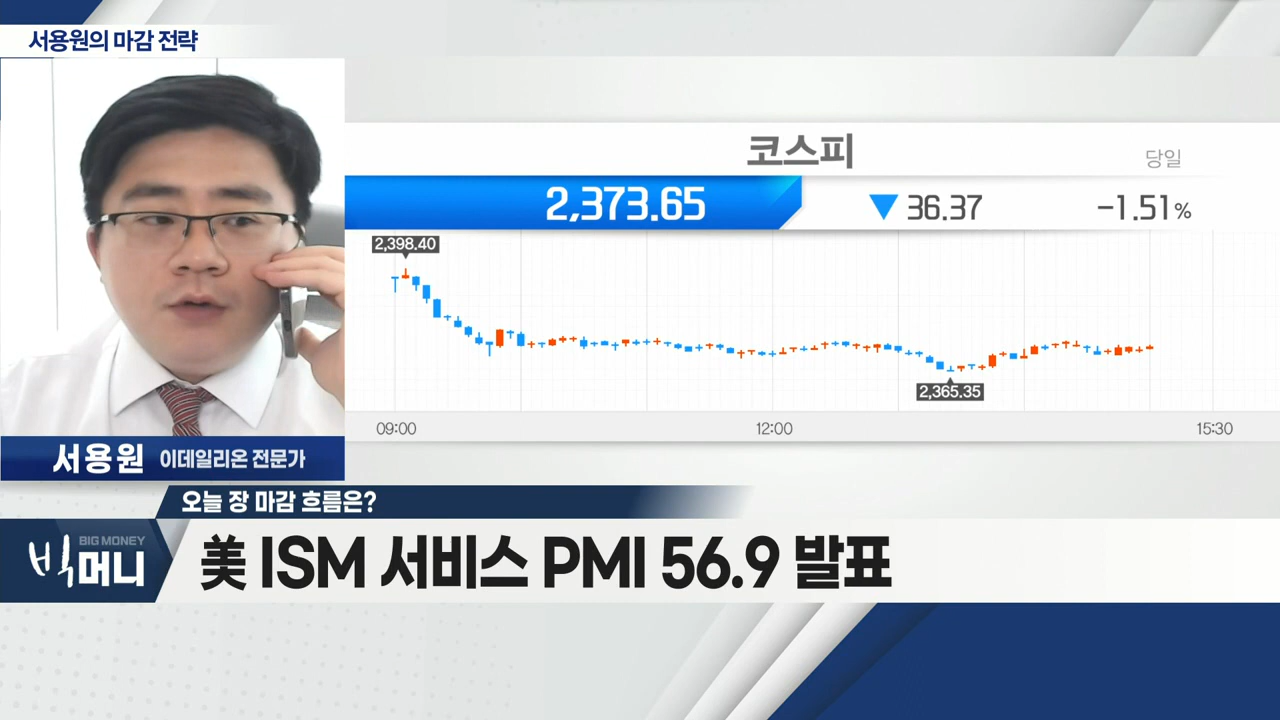 서용원의 마감 전략
코스피
당일
2,373.65 ▼ 36.37 -1.51%
2,398.40
2,365.35
09:00 12:00 15:30
서용원 이데일리온 전문가
오늘 장 마감 흐름은?
BIG MONEY
빅머니
美 ISM 서비스 PMI 56.9 발표